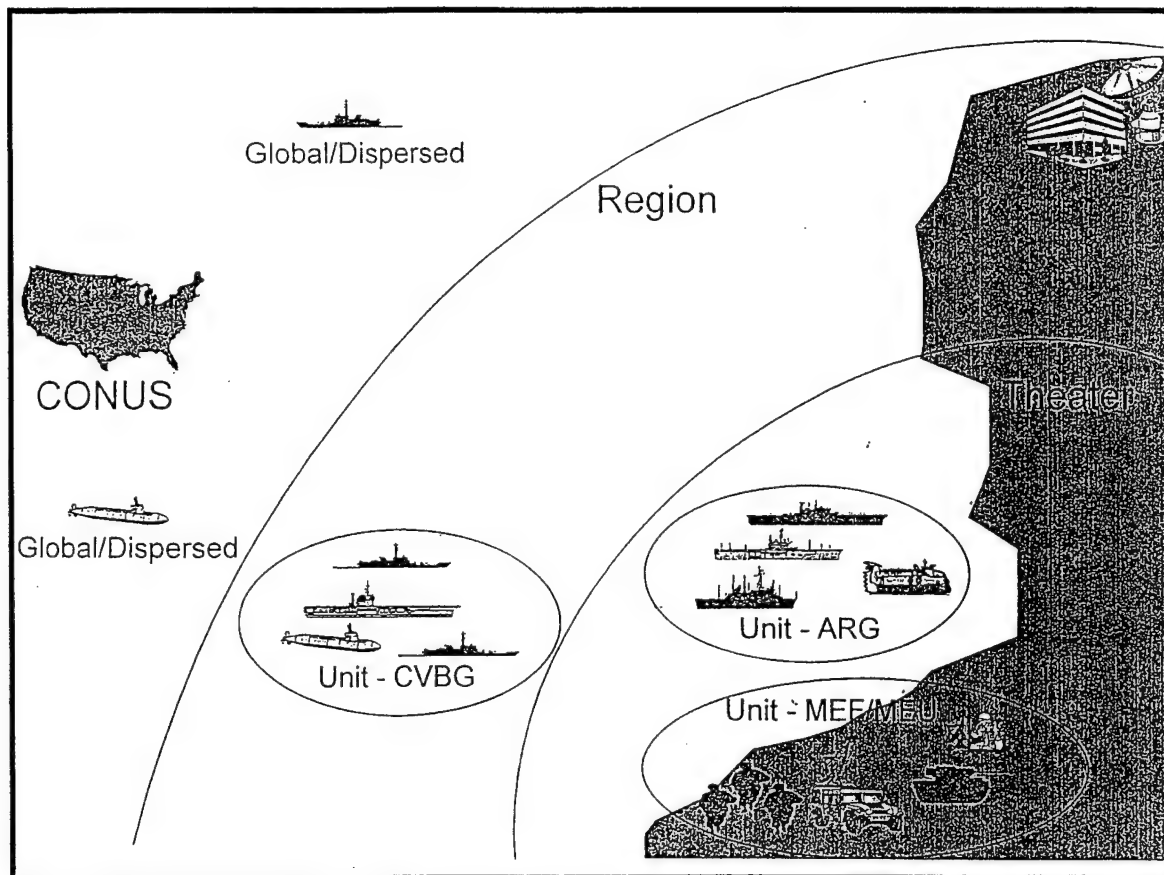 Global/Dispersed
Region
CONUS
Theater
Global/Dispersed
Unit - CVBG
Unit - ARG
Unit - MEF/MEU